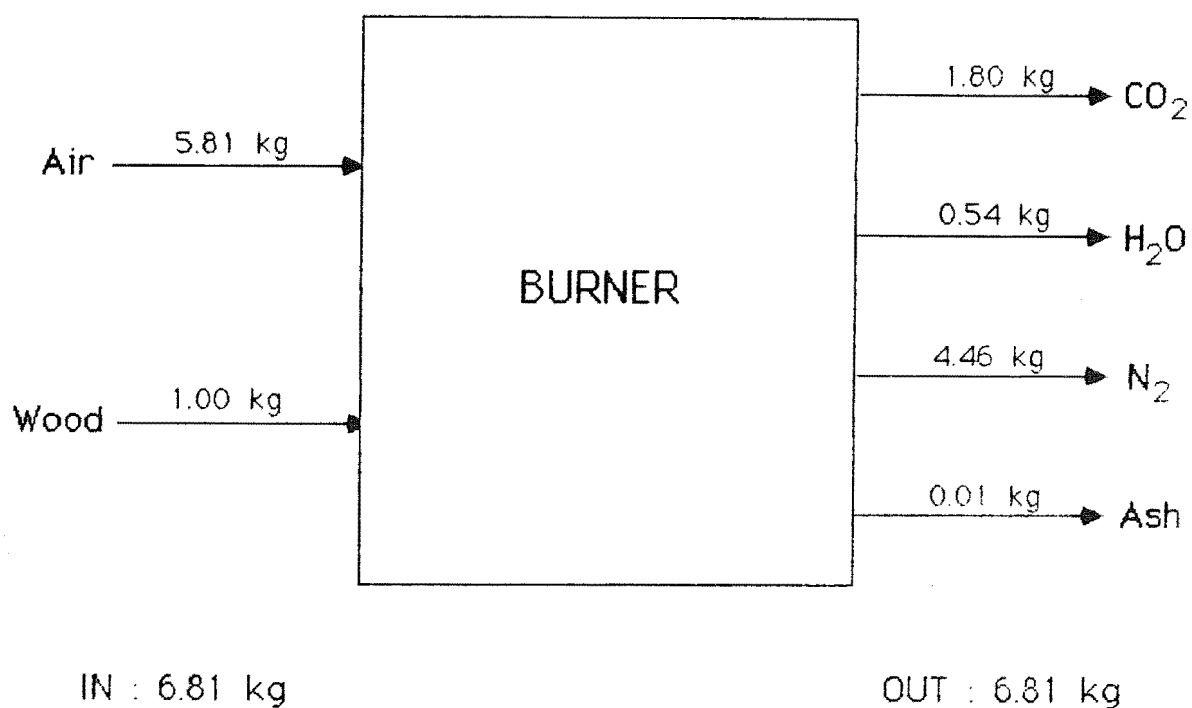 1.80 kg
CO₂
5.81 kg
Air
0.54 kg
H₂O
BURNER
4.46 kg
N₂
1.00 kg
Wood
0.01 kg
Ash
IN : 6.81 kg
OUT : 6.81 kg